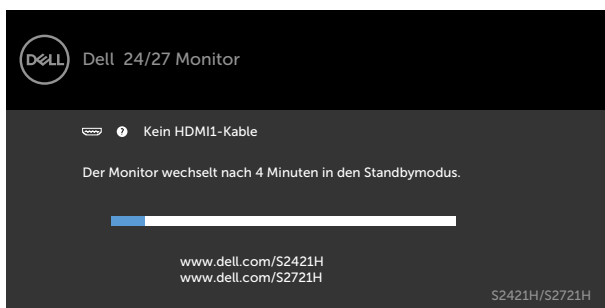 DELL Dell 24/27 Monitor
? Kein HDMI1-Kable
Der Monitor wechselt nach 4 Minuten in den Standbymodus.
www.dell.com/S2421H
www.dell.com/S2721H
S2421H/S2721H